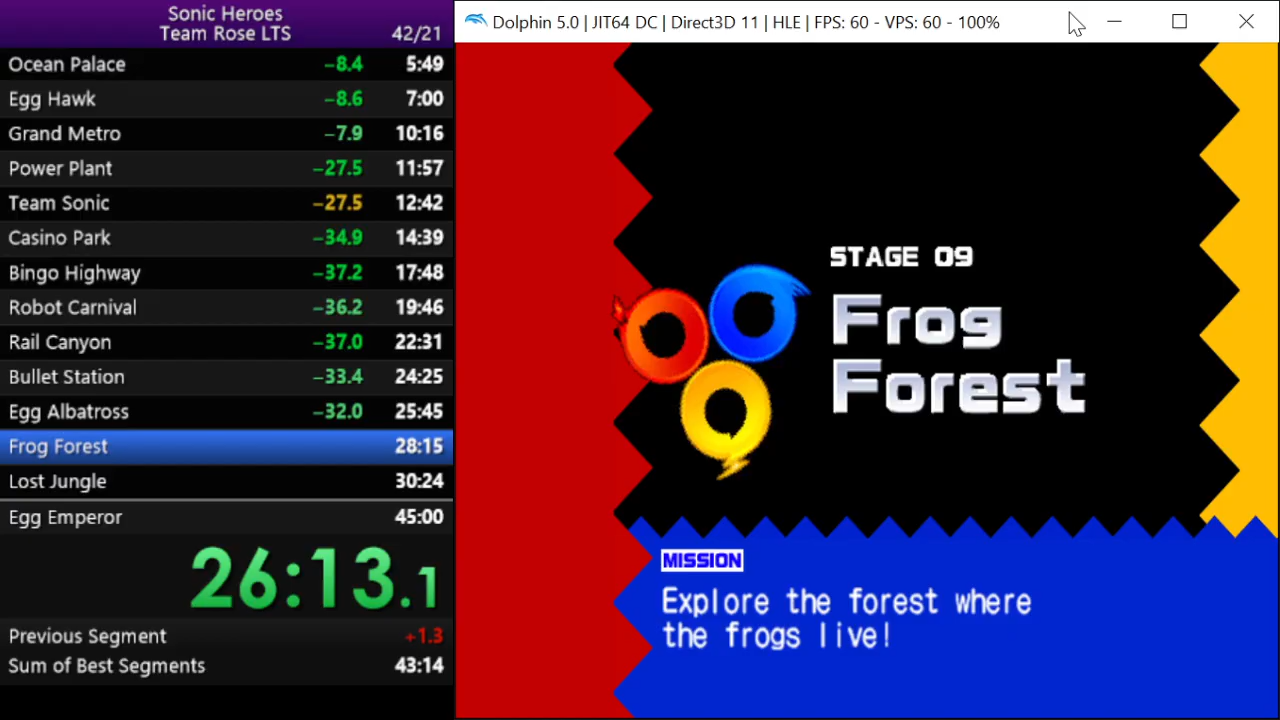 Sonic Heroes
Team Rose LTS 42/21
Ocean Palace -8.4 5:49
Egg Hawk -8.6 7:00
Grand Metro -7.9 10:16
Power Plant -27.5 11:57
Team Sonic -27.5 12:42
Casino Park -34.9 14:39
Bingo Highway -37.2 17:48
Robot Carnival -36.2 19:46
Rail Canyon -37.0 22:31
Bullet Station -33.4 24:25
Egg Albatross -32.0 25:45
Frog Forest 28:15
Lost Jungle 30:24
Egg Emperor 45:00
26:13.1
Previous Segment +1.3
Sum of Best Segments 43:14
Dolphin 5.0 | JIT64 DC | Direct3D 11 | HLE | FPS: 60 - VPS: 60 - 100%
STAGE 09
Frog
Forest
MISSION
Explore the forest where
the frogs live!